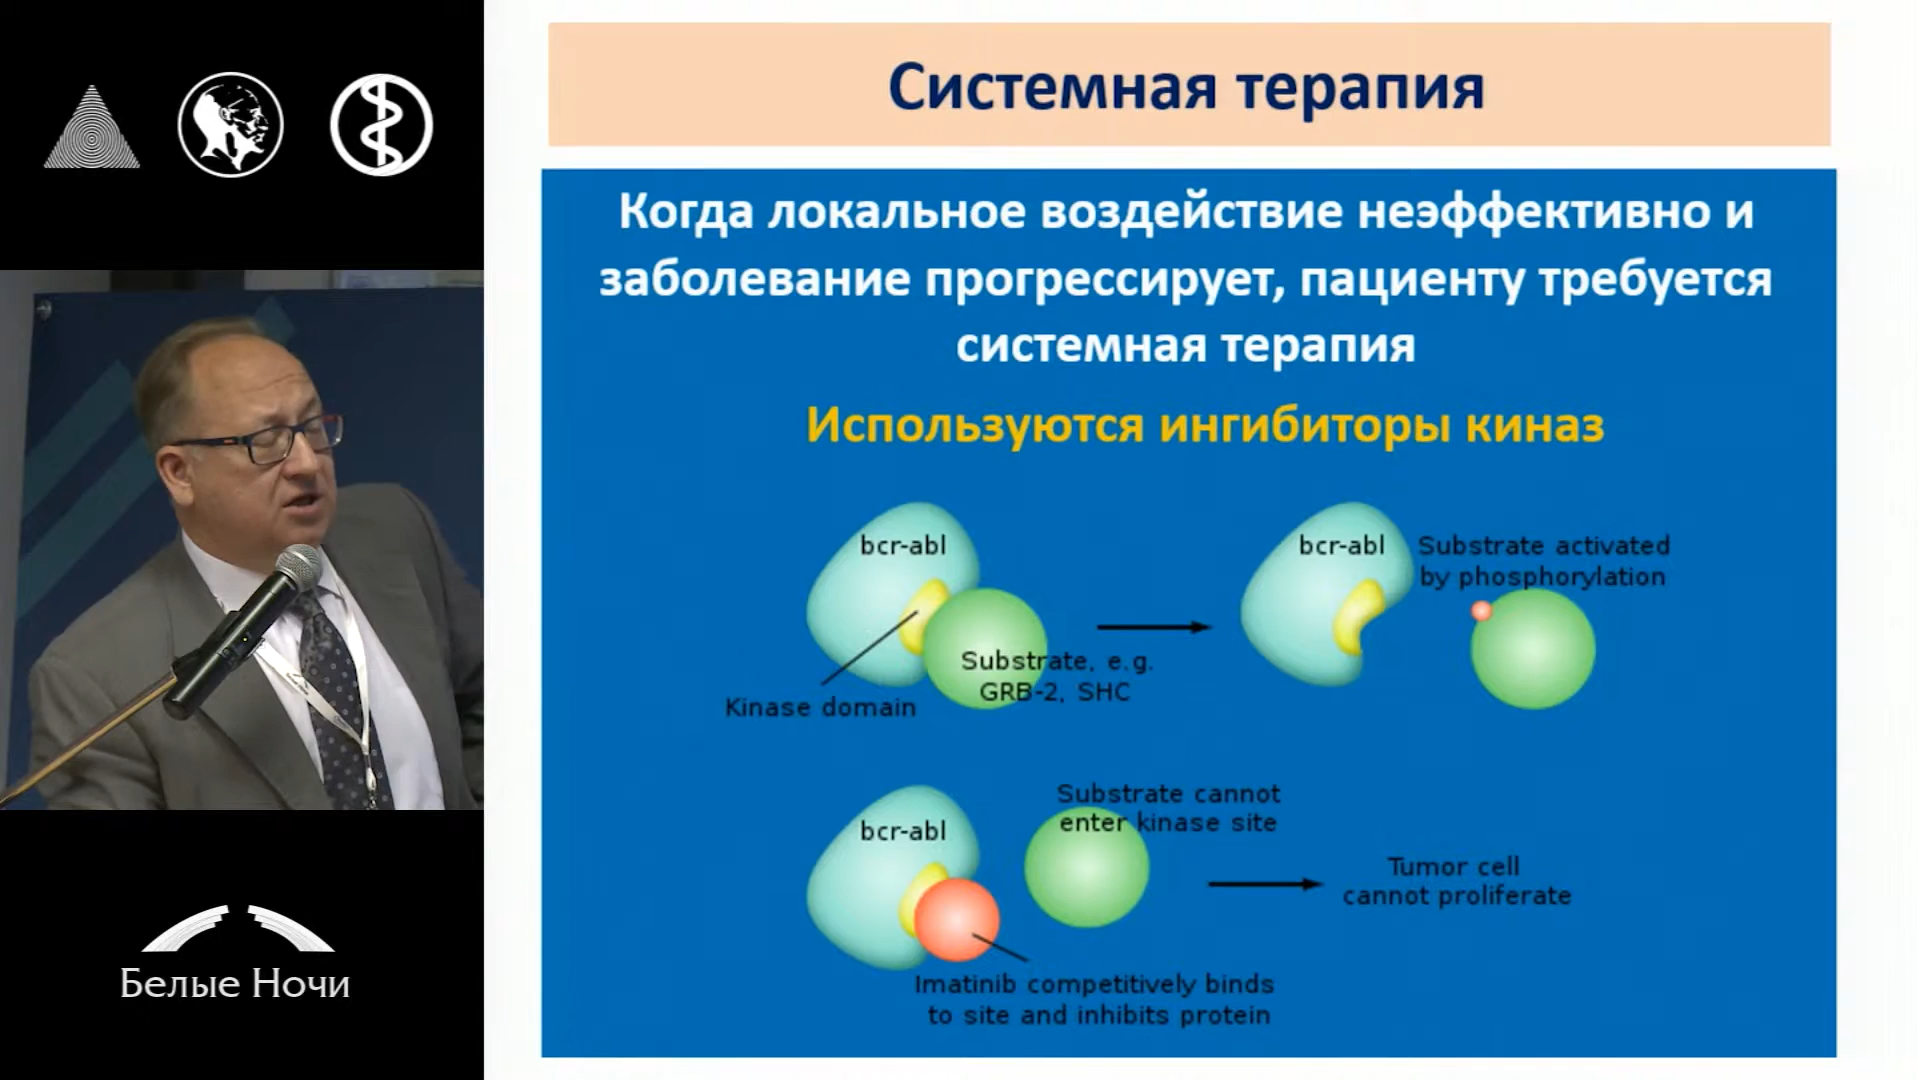 Системная терапия
Когда локальное воздействие неэффективно и
заболевание прогрессирует, пациенту требуется
системная терапия
Используются ингибиторы киназ
bcr-abl
Substrate, e.g.
GRB-2, SHC
Kinase domain
bcr-abl
Substrate activated
by phosphorylation
bcr-abl
Substrate cannot
enter kinase site
Tumor cell
cannot proliferate
Imatinib competitively binds
to site and inhibits protein
Белые Ночи